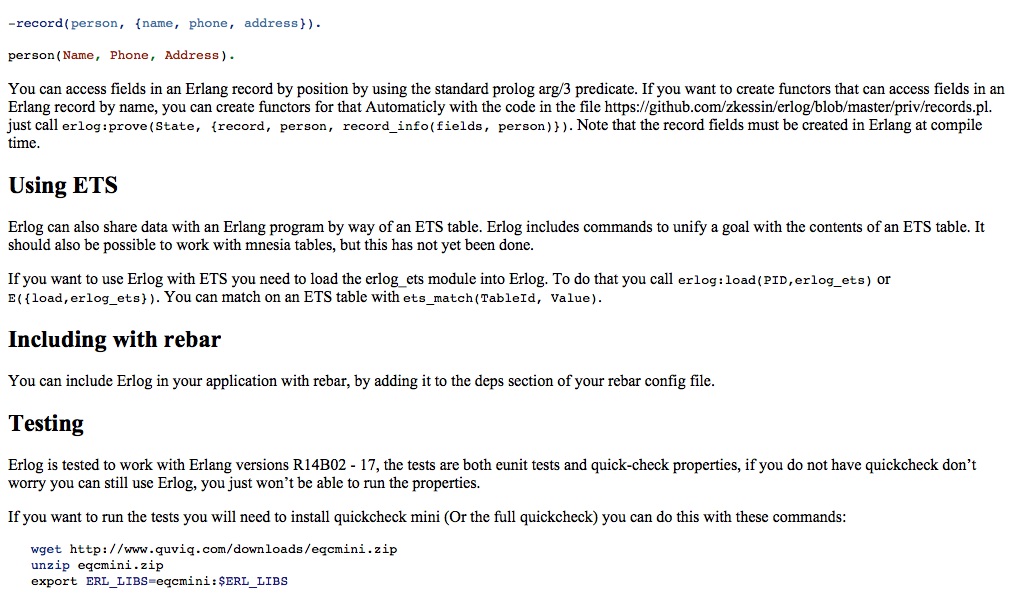 -record(person, {name, phone, address}).
person(Name, Phone, Address).
You can access fields in an Erlang record by position by using the standard prolog arg/3 predicate. If you want to create functors that can access fields in an
Erlang record by name, you can create functors for that Automaticly with the code in the file https://github.com/zkessin/erlog/blob/master/priv/records.pl.
just call erlog:prove(State, {record, person, record_info(fields, person)}). Note that the record fields must be created in Erlang at compile
time.
Using ETS
Erlog can also share data with an Erlang program by way of an ETS table. Erlog includes commands to unify a goal with the contents of an ETS table. It
should also be possible to work with mnesia tables, but this has not yet been done.
If you want to use Erlog with ETS you need to load the erlog_ets module into Erlog. To do that you call erlog:load(PID,erlog_ets) or
E({load,erlog_ets}). You can match on an ETS table with ets_match(TableId, Value).
Including with rebar
You can include Erlog in your application with rebar, by adding it to the deps section of your rebar config file.
Testing
Erlog is tested to work with Erlang versions R14B02 - 17, the tests are both eunit tests and quick-check properties, if you do not have quickcheck don’t
worry you can still use Erlog, you just won’t be able to run the properties.
If you want to run the tests you will need to install quickcheck mini (Or the full quickcheck) you can do this with these commands:
wget http://www.quviq.com/downloads/eqcmini.zip
unzip eqcmini.zip
export ERL_LIBS=eqcmini:$ERL_LIBS